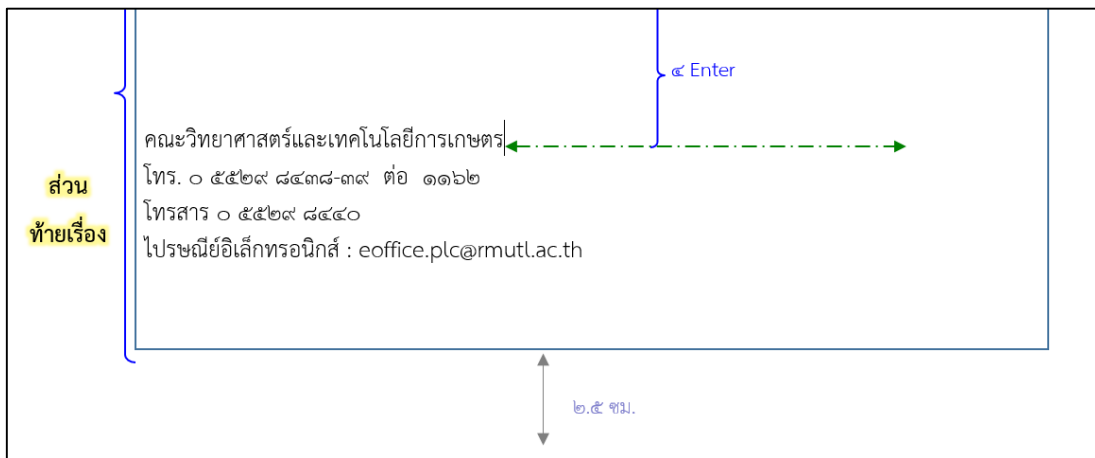 ๔ Enter
คณะวิทยาศาสตร์และเทคโนโลยีการเกษตร
โทร. ๐ ๕๕๒๙ ๘๔๓๘-๓๙ ต่อ ๑๑๖๒
โทรสาร ๐ ๕๕๒๙ ๘๔๔๐
ไปรษณีย์อิเล็กทรอนิกส์ : eoffice.plc@rmutl.ac.th
ส่วน
ท้ายเรื่อง
๒.๕ ซม.